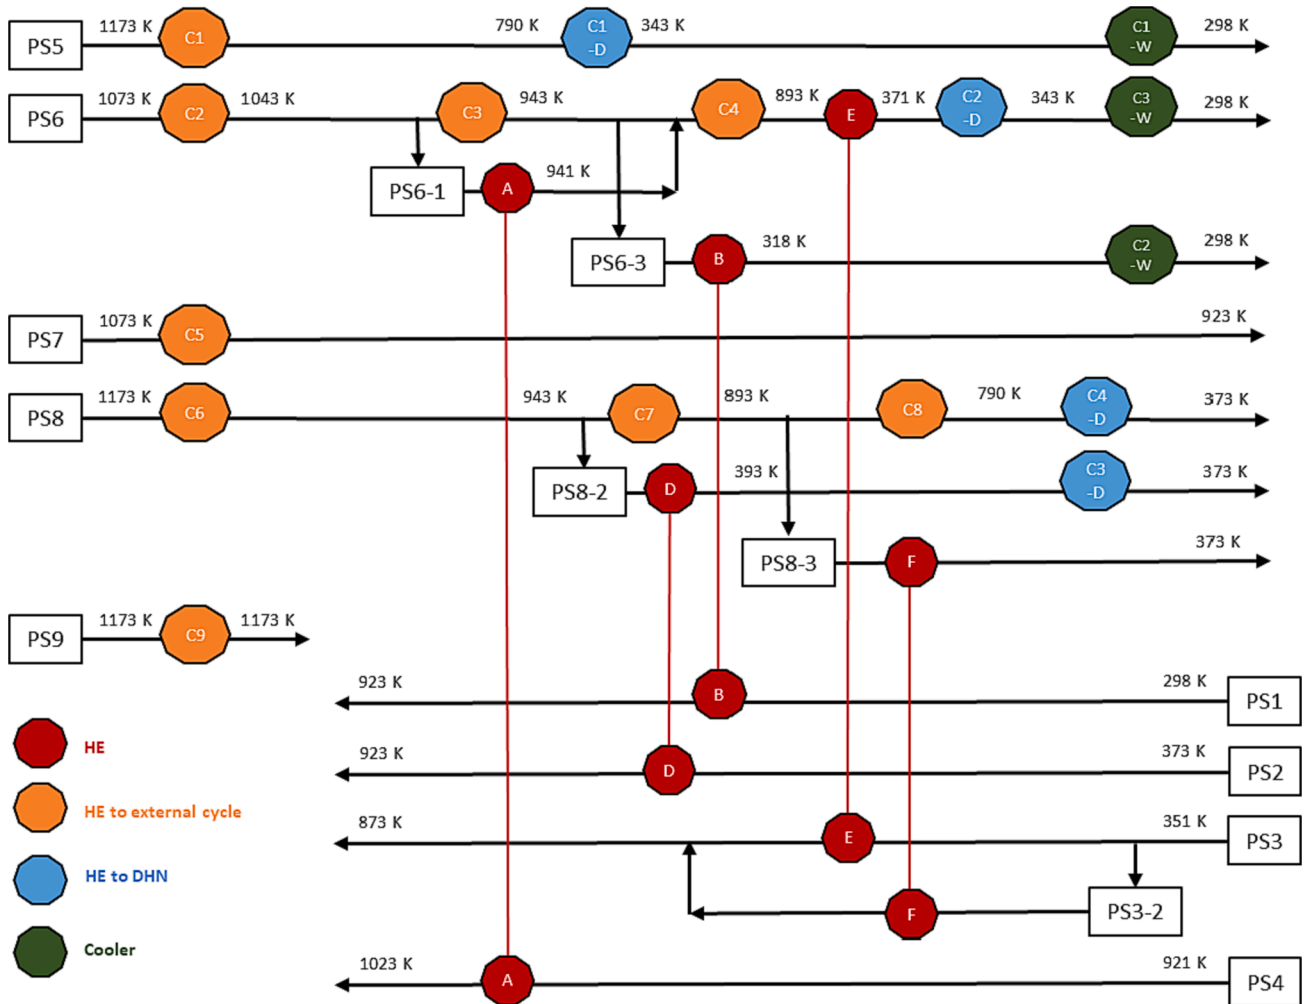 PS5
1173 K
C1
790 K
C1
-D
343 K
C1
-W
298 K
PS6
1073 K
C2
1043 K
C3
943 K
C4
893 K
E
371 K
C2
-D
343 K
C3
-W
298 K
PS6-1
A
941 K
PS6-3
B
318 K
C2
-W
298 K
PS7
1073 K
C5
923 K
PS8
1173 K
C6
943 K
C7
893 K
C8
790 K
C4
-D
373 K
PS8-2
D
393 K
C3
-D
373 K
PS8-3
F
373 K
PS9
1173 K
C9
1173 K
923 K
B
298 K
PS1
923 K
D
373 K
PS2
873 K
E
351 K
PS3
F
PS3-2
1023 K
A
921 K
PS4
HE
HE to external cycle
HE to DHN
Cooler